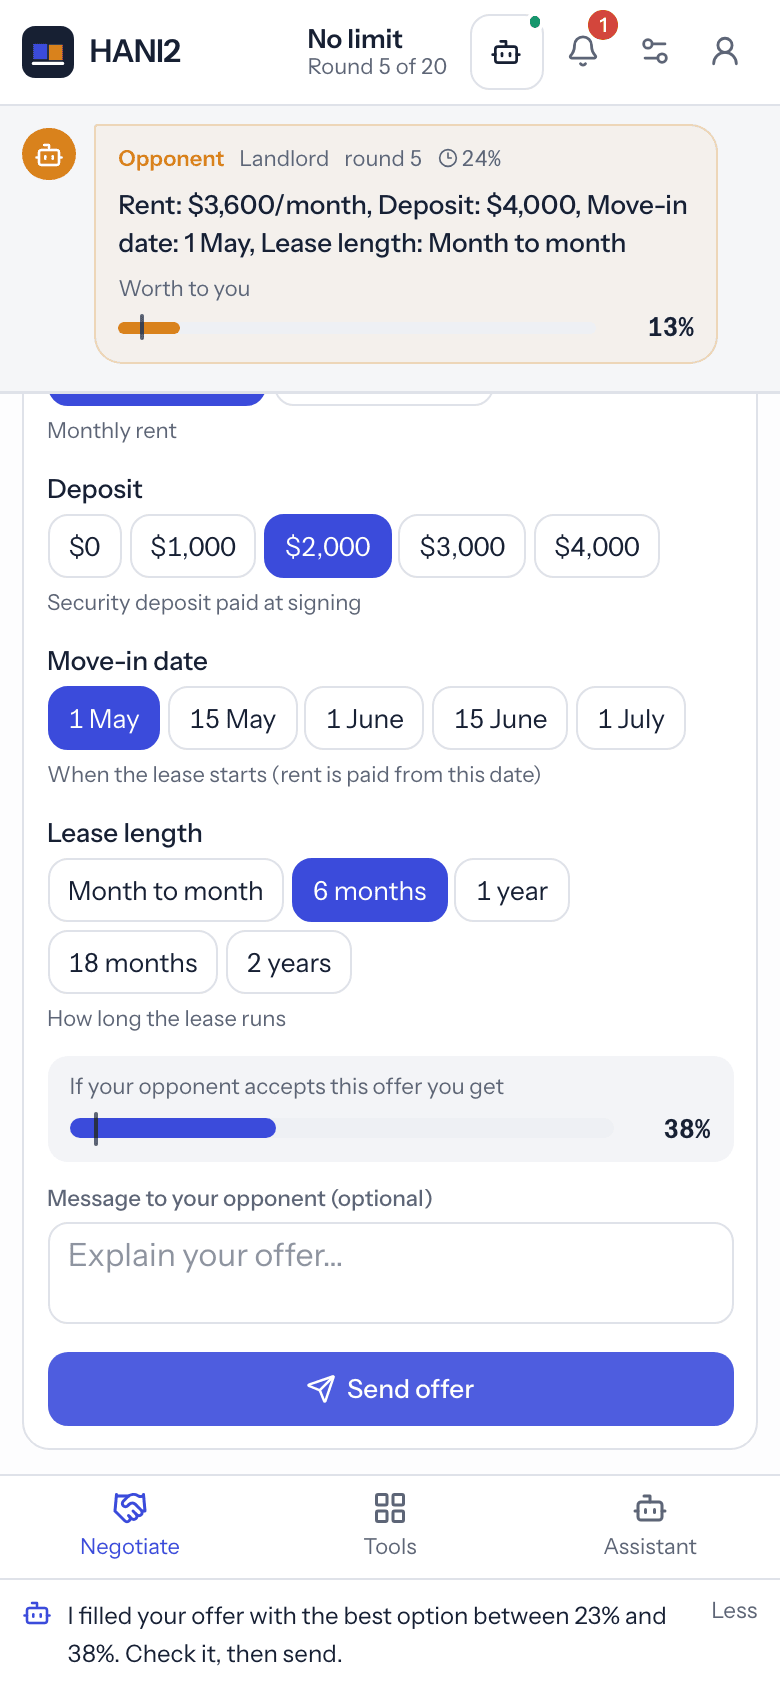 HANI2
No limit
Round 5 of 20
1
Opponent Landlord round 5 24%
Rent: $3,600/month, Deposit: $4,000, Move-in
date: 1 May, Lease length: Month to month
Worth to you
13%
Monthly rent
Deposit
$0 $1,000 $2,000 $3,000 $4,000
Security deposit paid at signing
Move-in date
1 May 15 May 1 June 15 June 1 July
When the lease starts (rent is paid from this date)
Lease length
Month to month 6 months 1 year
18 months 2 years
How long the lease runs
If your opponent accepts this offer you get
38%
Message to your opponent (optional)
Explain your offer...
Send offer
Negotiate Tools Assistant
I filled your offer with the best option between 23% and
38%. Check it, then send.
Less